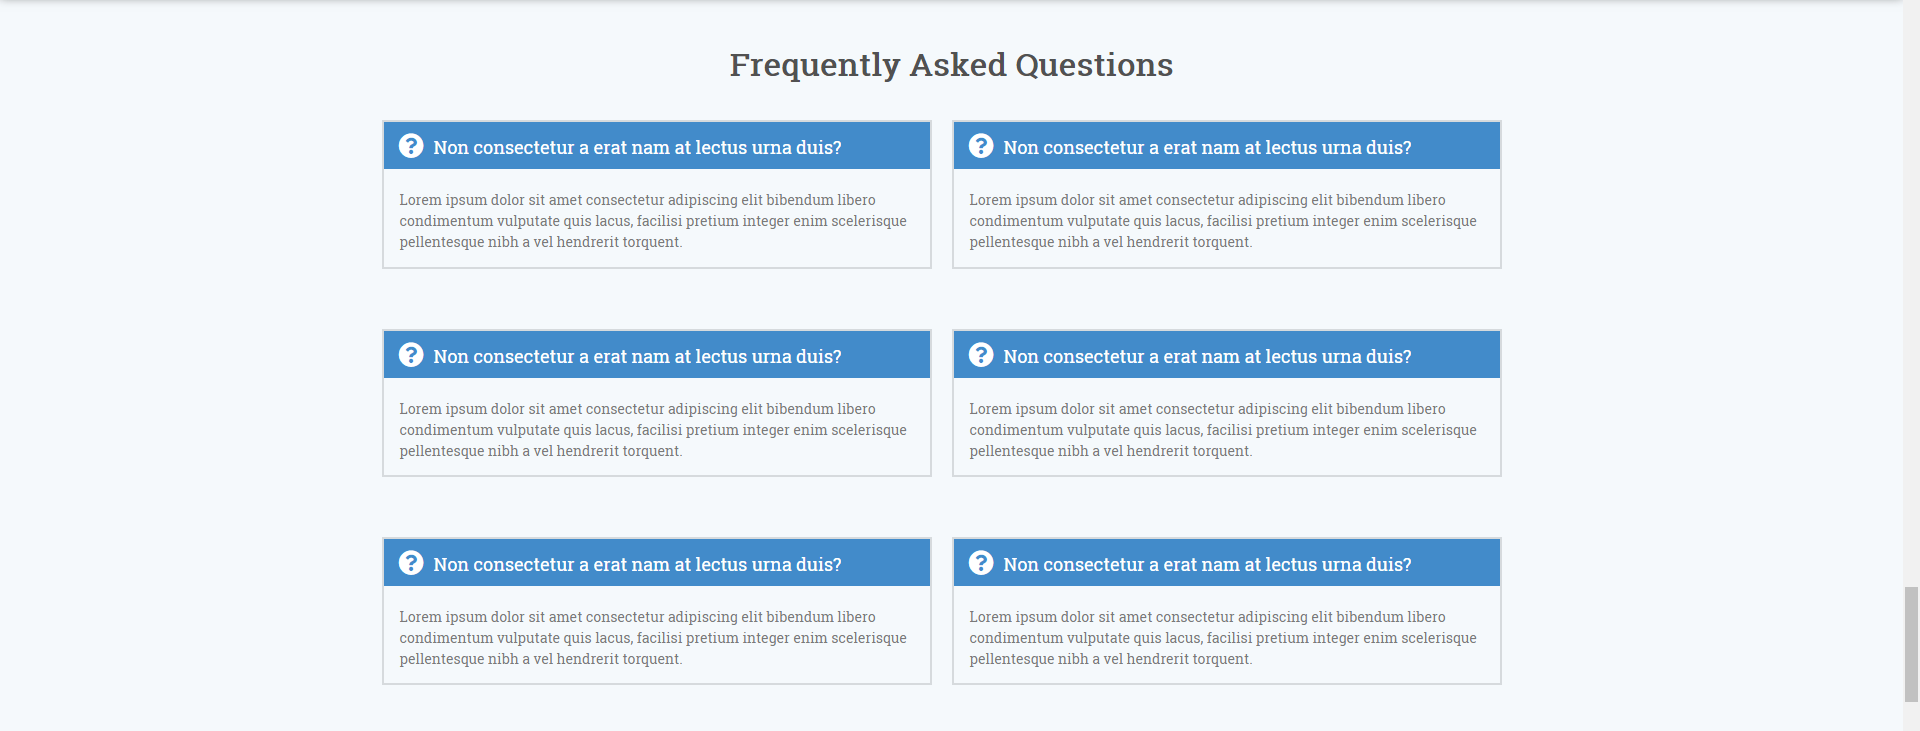 Frequently Asked Questions
Non consectetur a erat nam at lectus urna duis?
Lorem ipsum dolor sit amet consectetur adipiscing elit bibendum libero
condimentum vulputate quis lacus, facilisi pretium integer enim scelerisque
pellentesque nibh a vel hendrerit torquent.
Non consectetur a erat nam at lectus urna duis?
Lorem ipsum dolor sit amet consectetur adipiscing elit bibendum libero
condimentum vulputate quis lacus, facilisi pretium integer enim scelerisque
pellentesque nibh a vel hendrerit torquent.
Non consectetur a erat nam at lectus urna duis?
Lorem ipsum dolor sit amet consectetur adipiscing elit bibendum libero
condimentum vulputate quis lacus, facilisi pretium integer enim scelerisque
pellentesque nibh a vel hendrerit torquent.
Non consectetur a erat nam at lectus urna duis?
Lorem ipsum dolor sit amet consectetur adipiscing elit bibendum libero
condimentum vulputate quis lacus, facilisi pretium integer enim scelerisque
pellentesque nibh a vel hendrerit torquent.
Non consectetur a erat nam at lectus urna duis?
Lorem ipsum dolor sit amet consectetur adipiscing elit bibendum libero
condimentum vulputate quis lacus, facilisi pretium integer enim scelerisque
pellentesque nibh a vel hendrerit torquent.
Non consectetur a erat nam at lectus urna duis?
Lorem ipsum dolor sit amet consectetur adipiscing elit bibendum libero
condimentum vulputate quis lacus, facilisi pretium integer enim scelerisque
pellentesque nibh a vel hendrerit torquent.